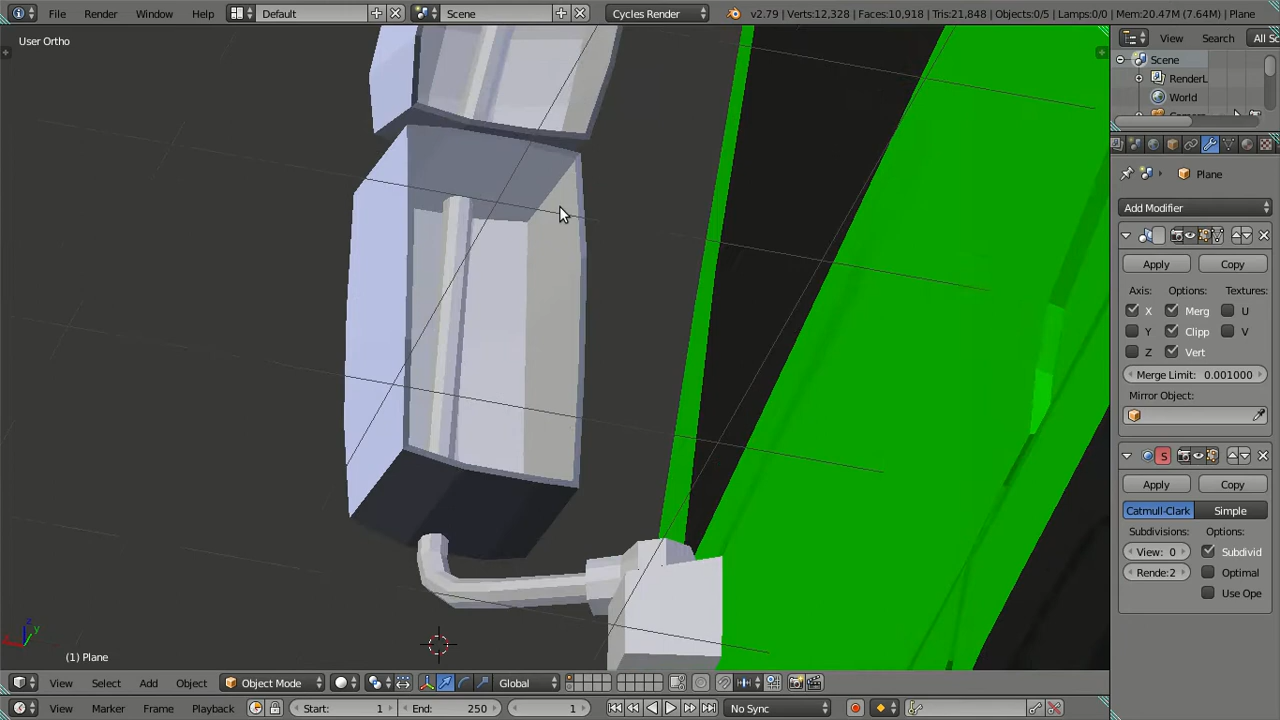 File Render Window Help Default Scene Cycles Render v2.79 | Verts:12,328 | Faces:10,918 | Tris:21,848 | Objects:0/5 | Lamps:0/0 | Mem:20.47M (7.64M) | Plane
User Ortho
View Search All Sc
Scene
RenderL
World
Plane
Add Modifier
Apply Copy
Axis: Options: Textures:
X Merg U
Y Clipp V
Z Vert
Merge Limit: 0.001000
Mirror Object:
S
Apply Copy
Catmull-Clark Simple
Subdivisions: Options:
View: 0 Subdivid
Rende:2 Optimal
Use Ope
z y
(1) Plane
View Select Add Object Object Mode Global
View Marker Frame Playback Start: 1 End: 250 1 No Sync